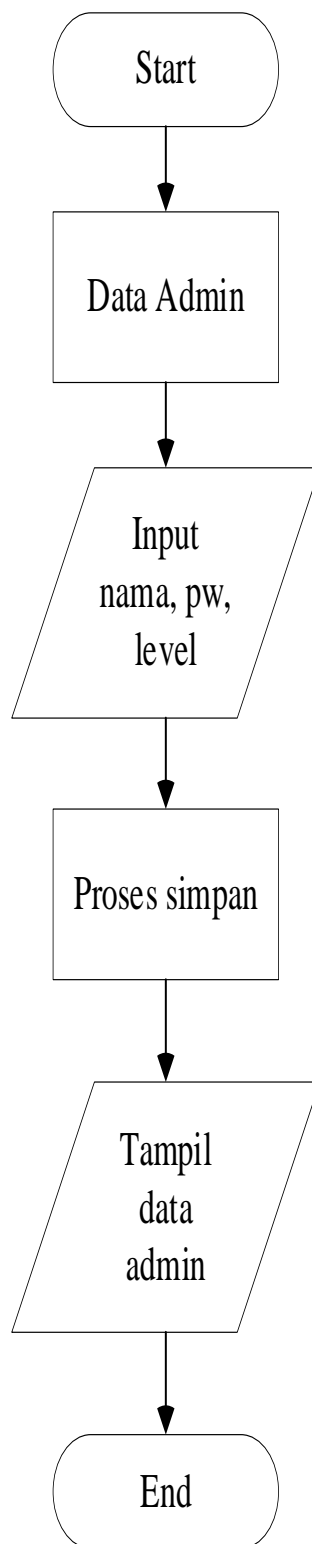 Start
Data Admin
Input
nama, pw,
level
Proses simpan
Tampil
data
admin
End